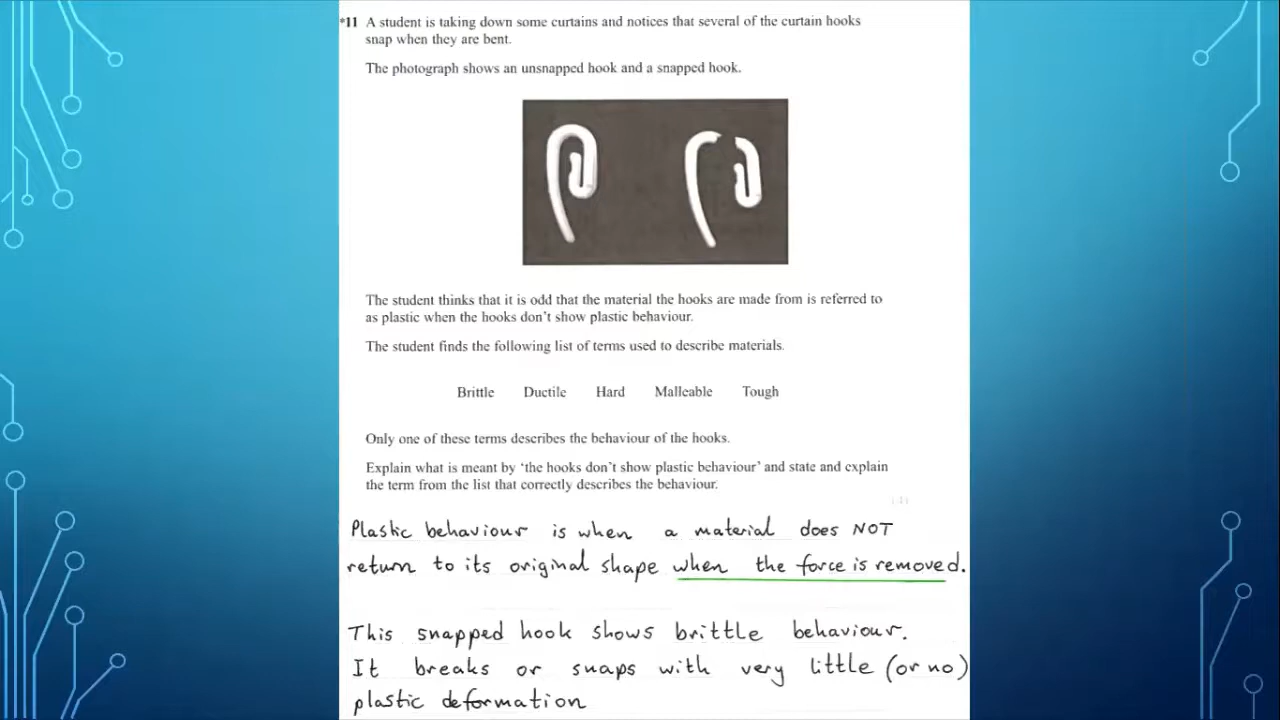 *11 A student is taking down some curtains and notices that several of the curtain hooks
snap when they are bent.
The photograph shows an unsnapped hook and a snapped hook.
The student thinks that it is odd that the material the hooks are made from is referred to
as plastic when the hooks don't show plastic behaviour.
The student finds the following list of terms used to describe materials.
Brittle Ductile Hard Malleable Tough
Only one of these terms describes the behaviour of the hooks.
Explain what is meant by 'the hooks don't show plastic behaviour' and state and explain
the term from the list that correctly describes the behaviour.
Plastic behaviour is when a material does NOT
return to its original shape when the force is removed.
This snapped hook shows brittle behaviour.
It breaks or snaps with very little (or no)
plastic deformation